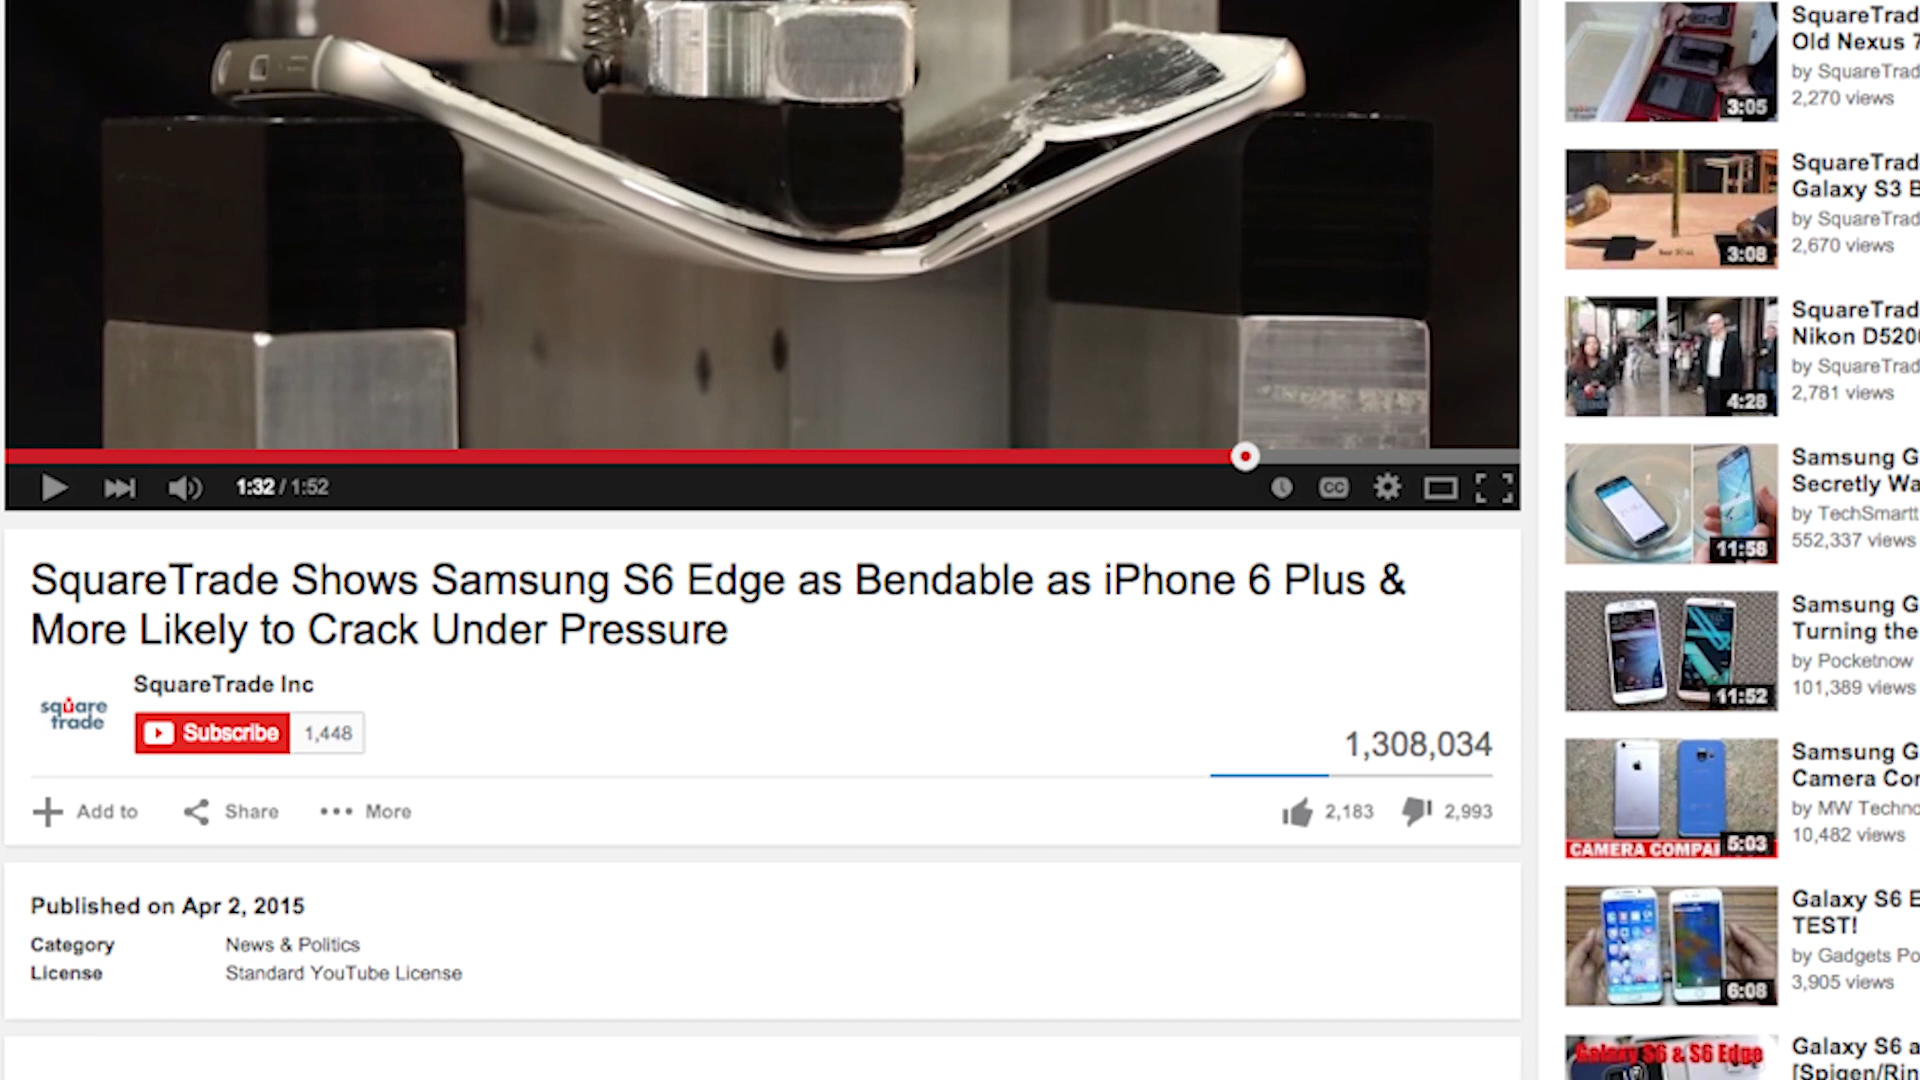 1:32 / 1:52
CC
SquareTrade Shows Samsung S6 Edge as Bendable as iPhone 6 Plus &
More Likely to Crack Under Pressure
square
trade
SquareTrade Inc
Subscribe 1,448
1,308,034
Add to Share More
2,183 2,993
Published on Apr 2, 2015
Category News & Politics
License Standard YouTube License
3:05
SquareTrad
Old Nexus 7
by SquareTrad
2,270 views
3:08
SquareTrad
Galaxy S3 B
by SquareTrad
2,670 views
4:28
SquareTrad
Nikon D520
by SquareTrad
2,781 views
11:58
Samsung G
Secretly Wa
by TechSmartt
552,337 views
11:52
Samsung G
Turning the
by Pocketnow
101,389 views
CAMERA COMPA
5:03
Samsung G
Camera Co
by MW Techno
10,482 views
6:08
Galaxy S6 E
TEST!
by Gadgets Po
3,905 views
Galaxy S6 & S6 Edge
Galaxy S6 a
[Spigen/Rin